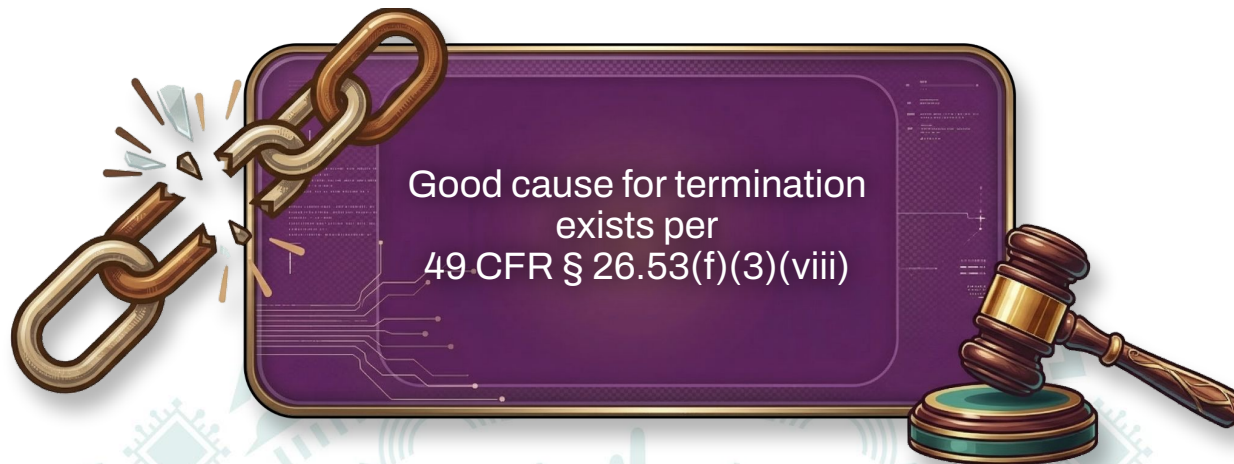 Good cause for termination
exists per
49 CFR § 26.53(f)(3)(viii)